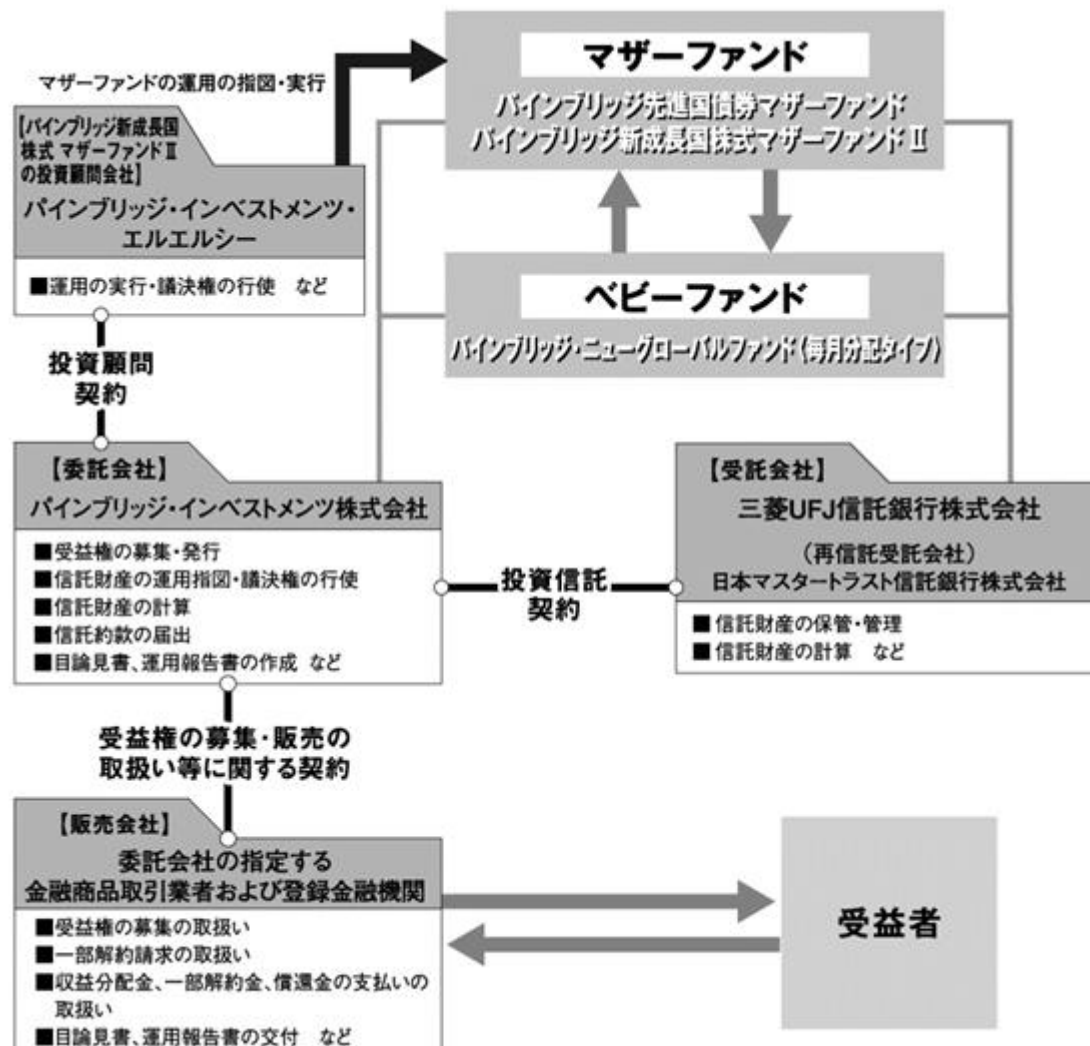 マザーファンドの運用の指図・実行
マザーファンド
パインブリッジ先進国債券マザーファンド
パインブリッジ新成長国株式マザーファンドⅡ
[パインブリッジ新成長国
株式 マザーファンドⅡ
の投資顧問会社]
パインブリッジ・インベストメンツ・
エルエルシー
■運用の実行・議決権の行使 など
ベビーファンド
パインブリッジ・ニューグローバルファンド(毎月分配タイプ)
投資顧問
契約
【委託会社】
パインブリッジ・インベストメンツ株式会社
■受益権の募集・発行
■信託財産の運用指図・議決権の行使
■信託財産の計算
■信託約款の届出
■目論見書、運用報告書の作成 など
投資信託
契約
【受託会社】
三菱UFJ信託銀行株式会社
(再信託受託会社)
日本マスタートラスト信託銀行株式会社
■信託財産の保管・管理
■信託財産の計算 など
受益権の募集・販売の
取扱い等に関する契約
【販売会社】
委託会社の指定する
金融商品取引業者および登録金融機関
■受益権の募集の取扱い
■一部解約請求の取扱い
■収益分配金、一部解約金、償還金の支払いの
取扱い
■目論見書、運用報告書の交付 など
受益者